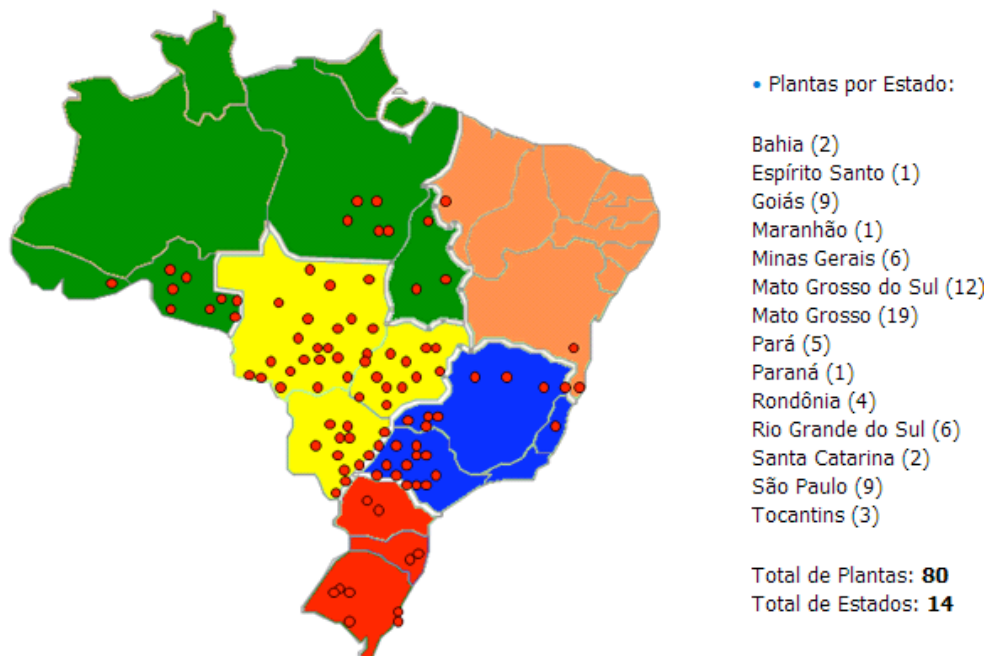 • Plantas por Estado:
Bahia (2)
Espírito Santo (1)
Goiás (9)
Maranhão (1)
Minas Gerais (6)
Mato Grosso do Sul (12)
Mato Grosso (19)
Pará (5)
Paraná (1)
Rondônia (4)
Rio Grande do Sul (6)
Santa Catarina (2)
São Paulo (9)
Tocantins (3)
Total de Plantas: 80
Total de Estados: 14